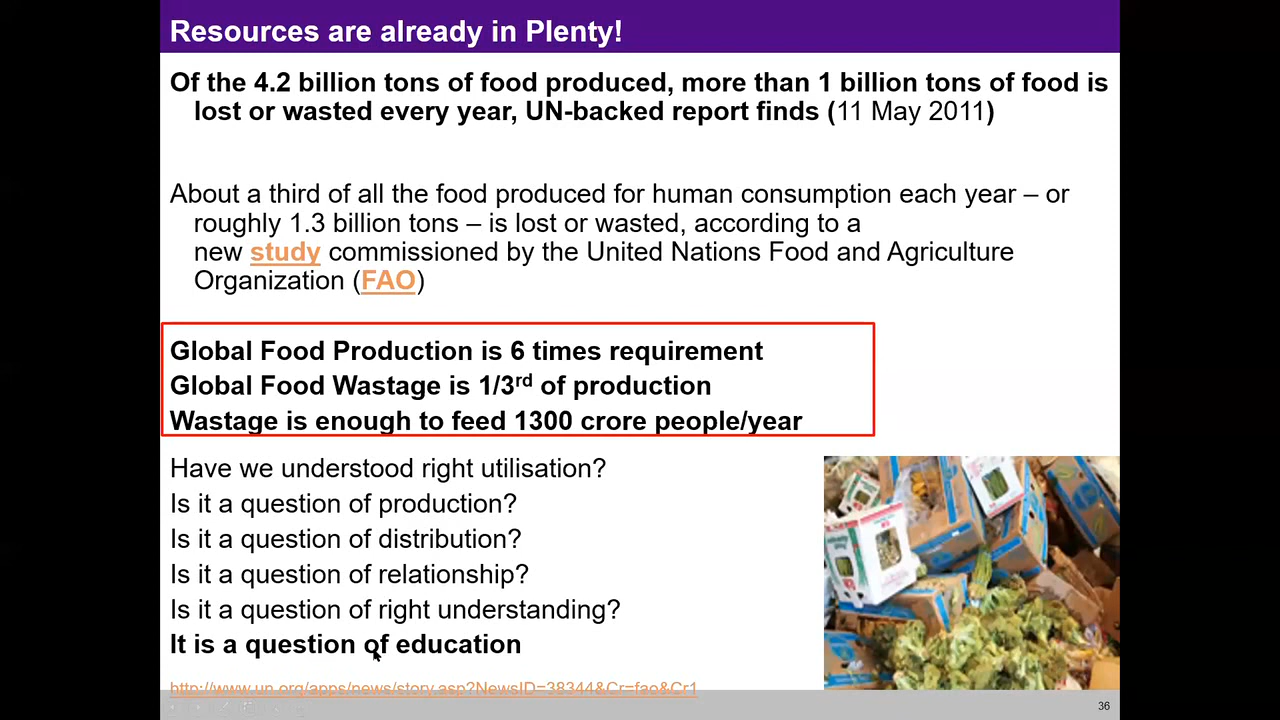 Resources are already in Plenty!
Of the 4.2 billion tons of food produced, more than 1 billion tons of food is
lost or wasted every year, UN-backed report finds (11 May 2011)
About a third of all the food produced for human consumption each year – or
roughly 1.3 billion tons – is lost or wasted, according to a
new study commissioned by the United Nations Food and Agriculture
Organization (FAO)
Global Food Production is 6 times requirement
Global Food Wastage is 1/3rd of production
Wastage is enough to feed 1300 crore people/year
Have we understood right utilisation?
Is it a question of production?
Is it a question of distribution?
Is it a question of relationship?
Is it a question of right understanding?
It is a question of education
http://www.un.org/apps/news/story.asp?NewsID=38344&Cr=fao&Cr1
36